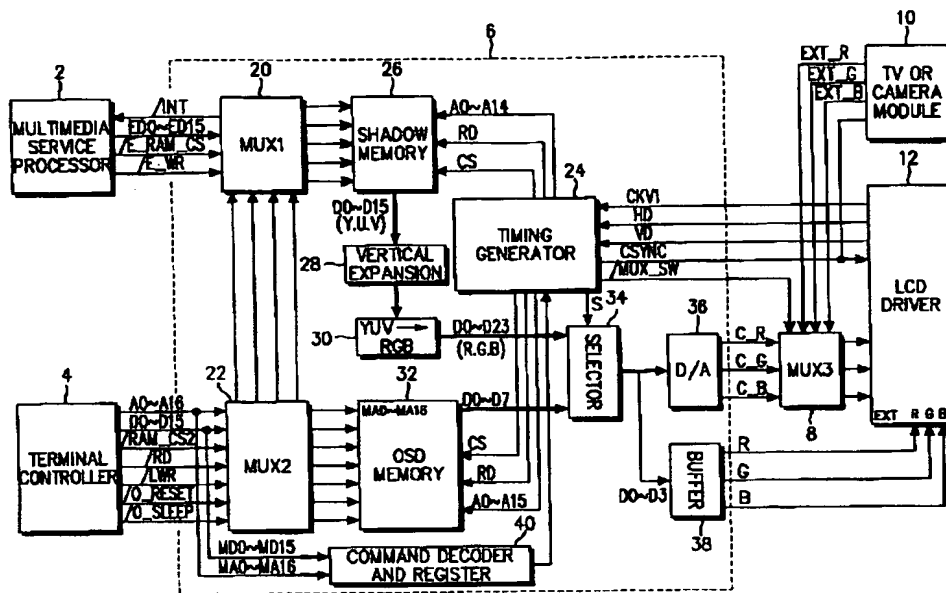 6
10
EXT_R
EXT_G
EXT_B
TV OR
CAMERA
MODULE
2
MULTIMEDIA
SERVICE
PROCESSOR
/INT
ED0~ED15
/E_RAM_CS
/E_WR
20
MUX1
26
SHADOW
MEMORY
A0~A14
RD
CS
24
TIMING
GENERATOR
12
CKV1
HD
VD
CSYNC
/MUX_SW
LCD
DRIVER
D0~D15
(Y.U.V)
28
VERTICAL
EXPANSION
30
YUV
RGB
D0~D23
(R.G.B)
S
34
SELECTOR
36
D/A
C_R
C_G
C_B
MUX3
8
EXT R G B
4
TERMINAL
CONTROLLER
A0~A16
D0~D15
/RAM_CS2
/RD
/LWR
/O_RESET
/O_SLEEP
22
MUX2
32
MA0~MA15
OSD
MEMORY
D0~D7
CS
RD
A0~A15
D0~D3
BUFFER
38
R
G
B
40
MD0~MD15
MA0~MA16
COMMAND DECODER
AND REGISTER